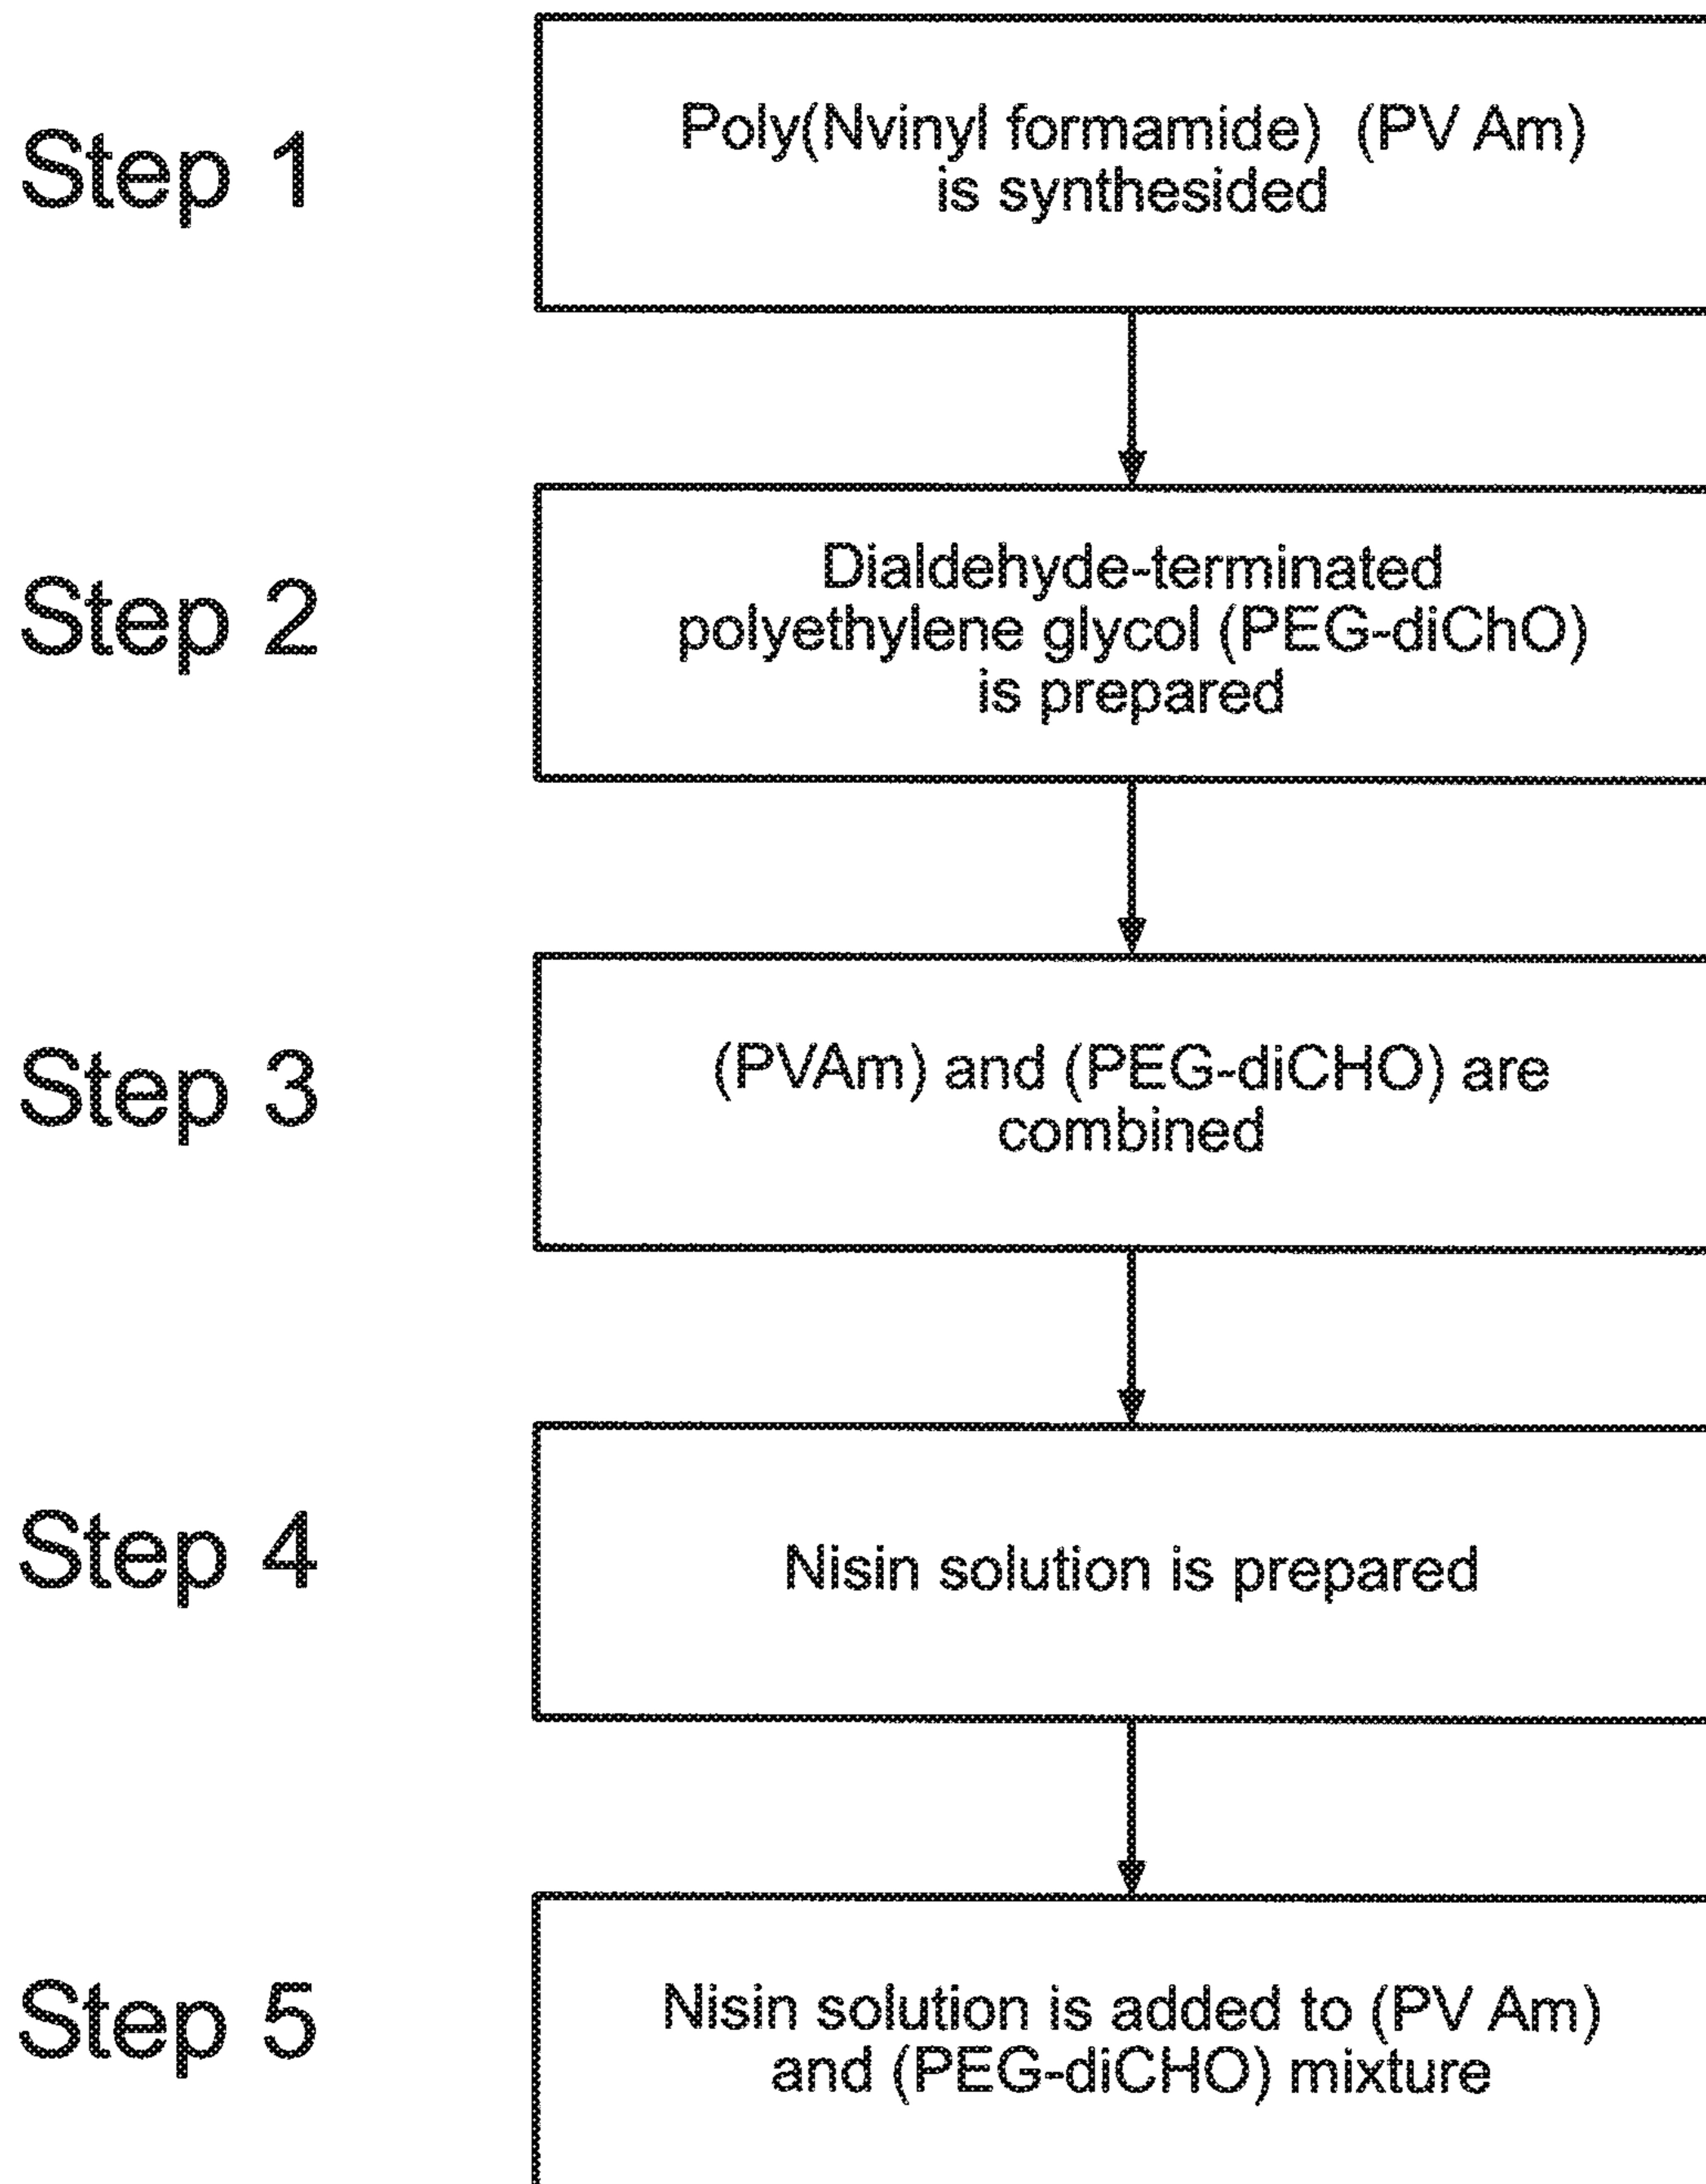 Step 1
Poly(Nvinyl formamide) (PV Am)
is synthesided
Step 2
Dialdehyde-terminated
polyethylene glycol (PEG-diChO)
is prepared
Step 3
(PVAm) and (PEG-diCHO) are
combined
Step 4
Nisin solution is prepared
Step 5
Nisin solution is added to (PV Am)
and (PEG-diCHO) mixture